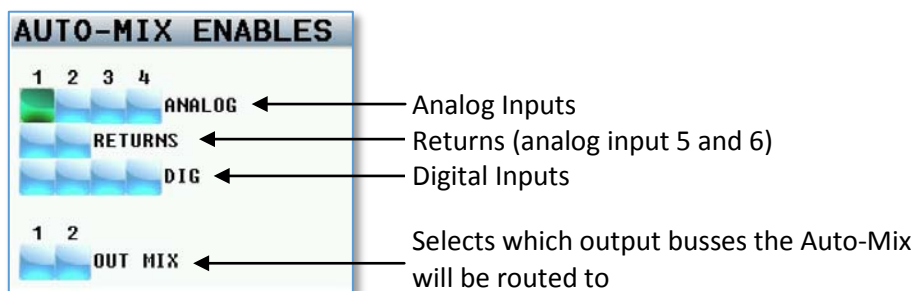 AUTO-MIX ENABLES
1 2 3 4
ANALOG
Analog Inputs
RETURNS
Returns (analog input 5 and 6)
DIG
Digital Inputs
1 2
OUT MIX
Selects which output busses the Auto-Mix
will be routed to